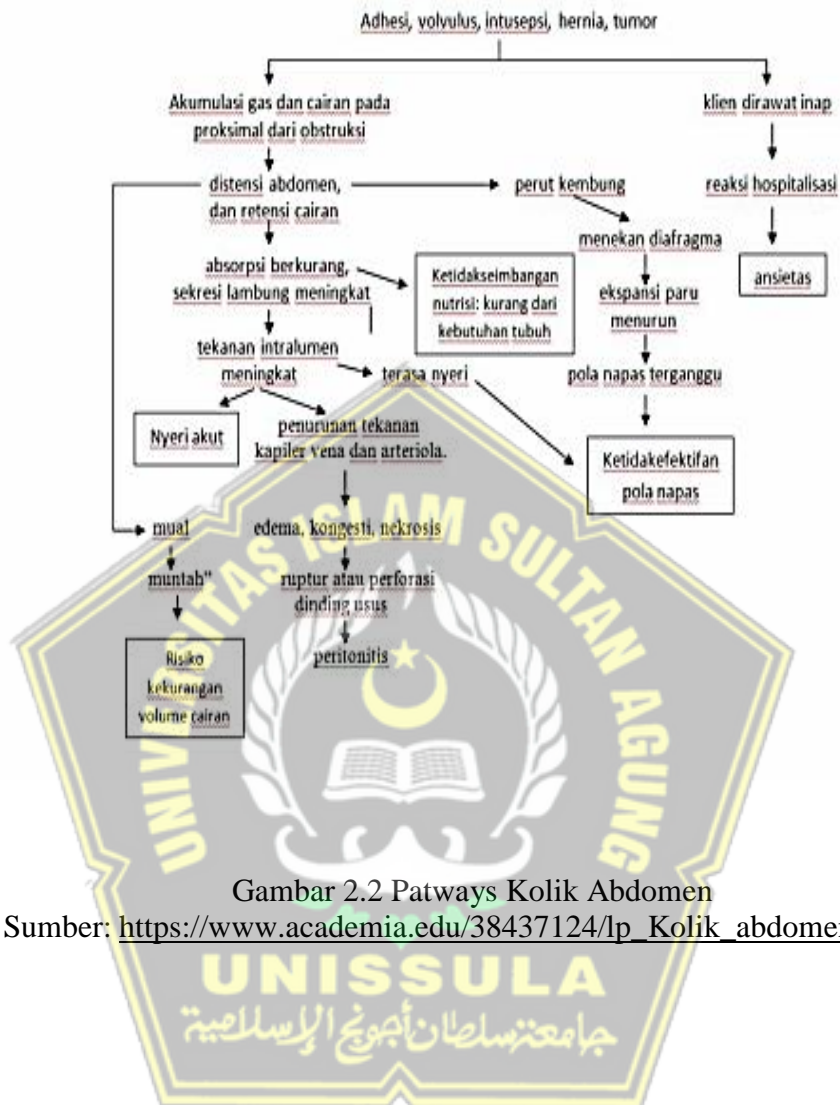 Adhesi, volvulus, intusepsi, hernia, tumor
Akumulasi gas dan cairan pada
proksimal dari obstruksi
klien dirawat inap
distensi abdomen,
dan retensi cairan
perut kembung
reaksi hospitalisasi
menekan diafragma
absorpsi berkurang,
sekresi lambung meningkat
Ketidakseimbangan
nutrisi: kurang dari
kebutuhan tubuh
ekspansi paru
menurun
ansietas
tekanan intralumen
meningkat
terasa nyeri
pola napas terganggu
Nyeri akut
penurunan tekanan
kapiler vena dan arteriola.
Ketidakefektifan
pola napas
mual
edema, kongesti, nekrosis
muntah"
ruptur atau perforasi
dinding usus
Risiko
kekurangan
volume cairan
peritonitis
UNIVERSITAS ISLAM SULTAN AGUNG
Gambar 2.2 Patways Kolik Abdomen
Sumber: https://www.academia.edu/38437124/lp_Kolik_abdome
UNISSULA
جامعة سلطان أجونج الإسلامية